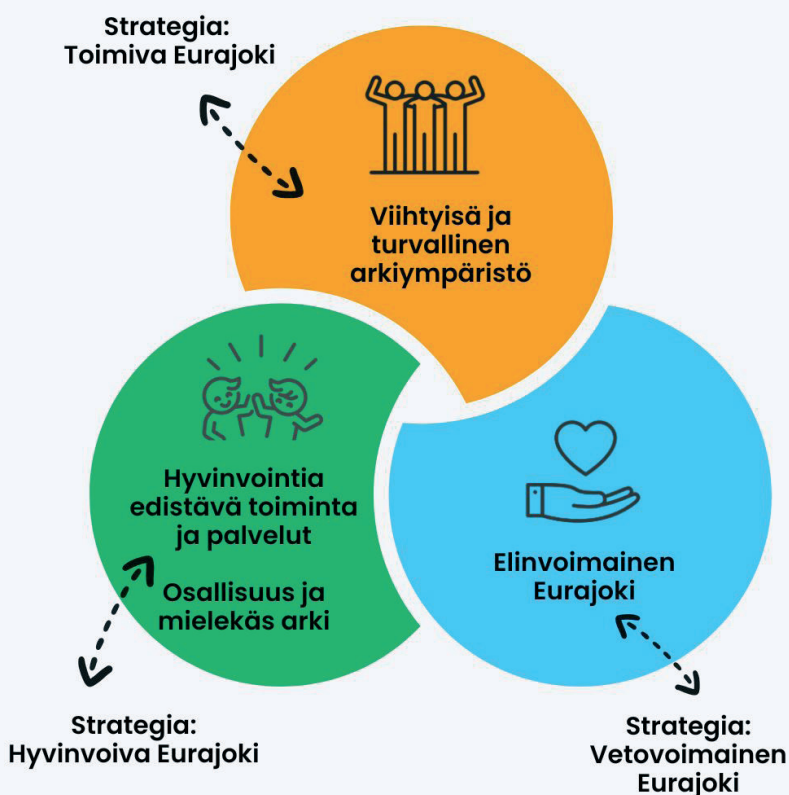 Strategia:
Toimiva Eurajoki
Viihtyisä ja
turvallinen
arkiympäristö
Hyvinvointia
edistävä toiminta
ja palvelut
Osallisuus ja
mielekäs arki
Elinvoimainen
Eurajoki
Strategia:
Hyvinvoiva Eurajoki
Strategia:
Vetovoimainen
Eurajoki